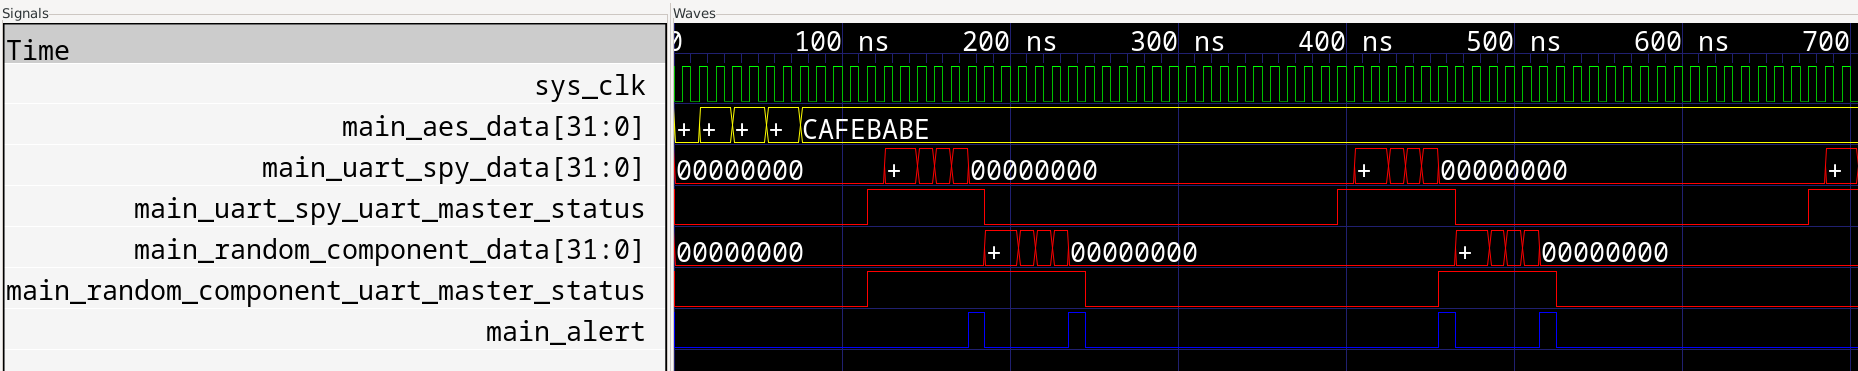 Signals
Waves
Time
0 100 ns 200 ns 300 ns 400 ns 500 ns 600 ns 700
sys_clk
main_aes_data[31:0] + + + + CAFEBABE
main_uart_spy_data[31:0] 00000000 + 00000000 + 00000000 +
main_uart_spy_uart_master_status
main_random_component_data[31:0] 00000000 + 00000000 + 00000000
main_random_component_uart_master_status
main_alert